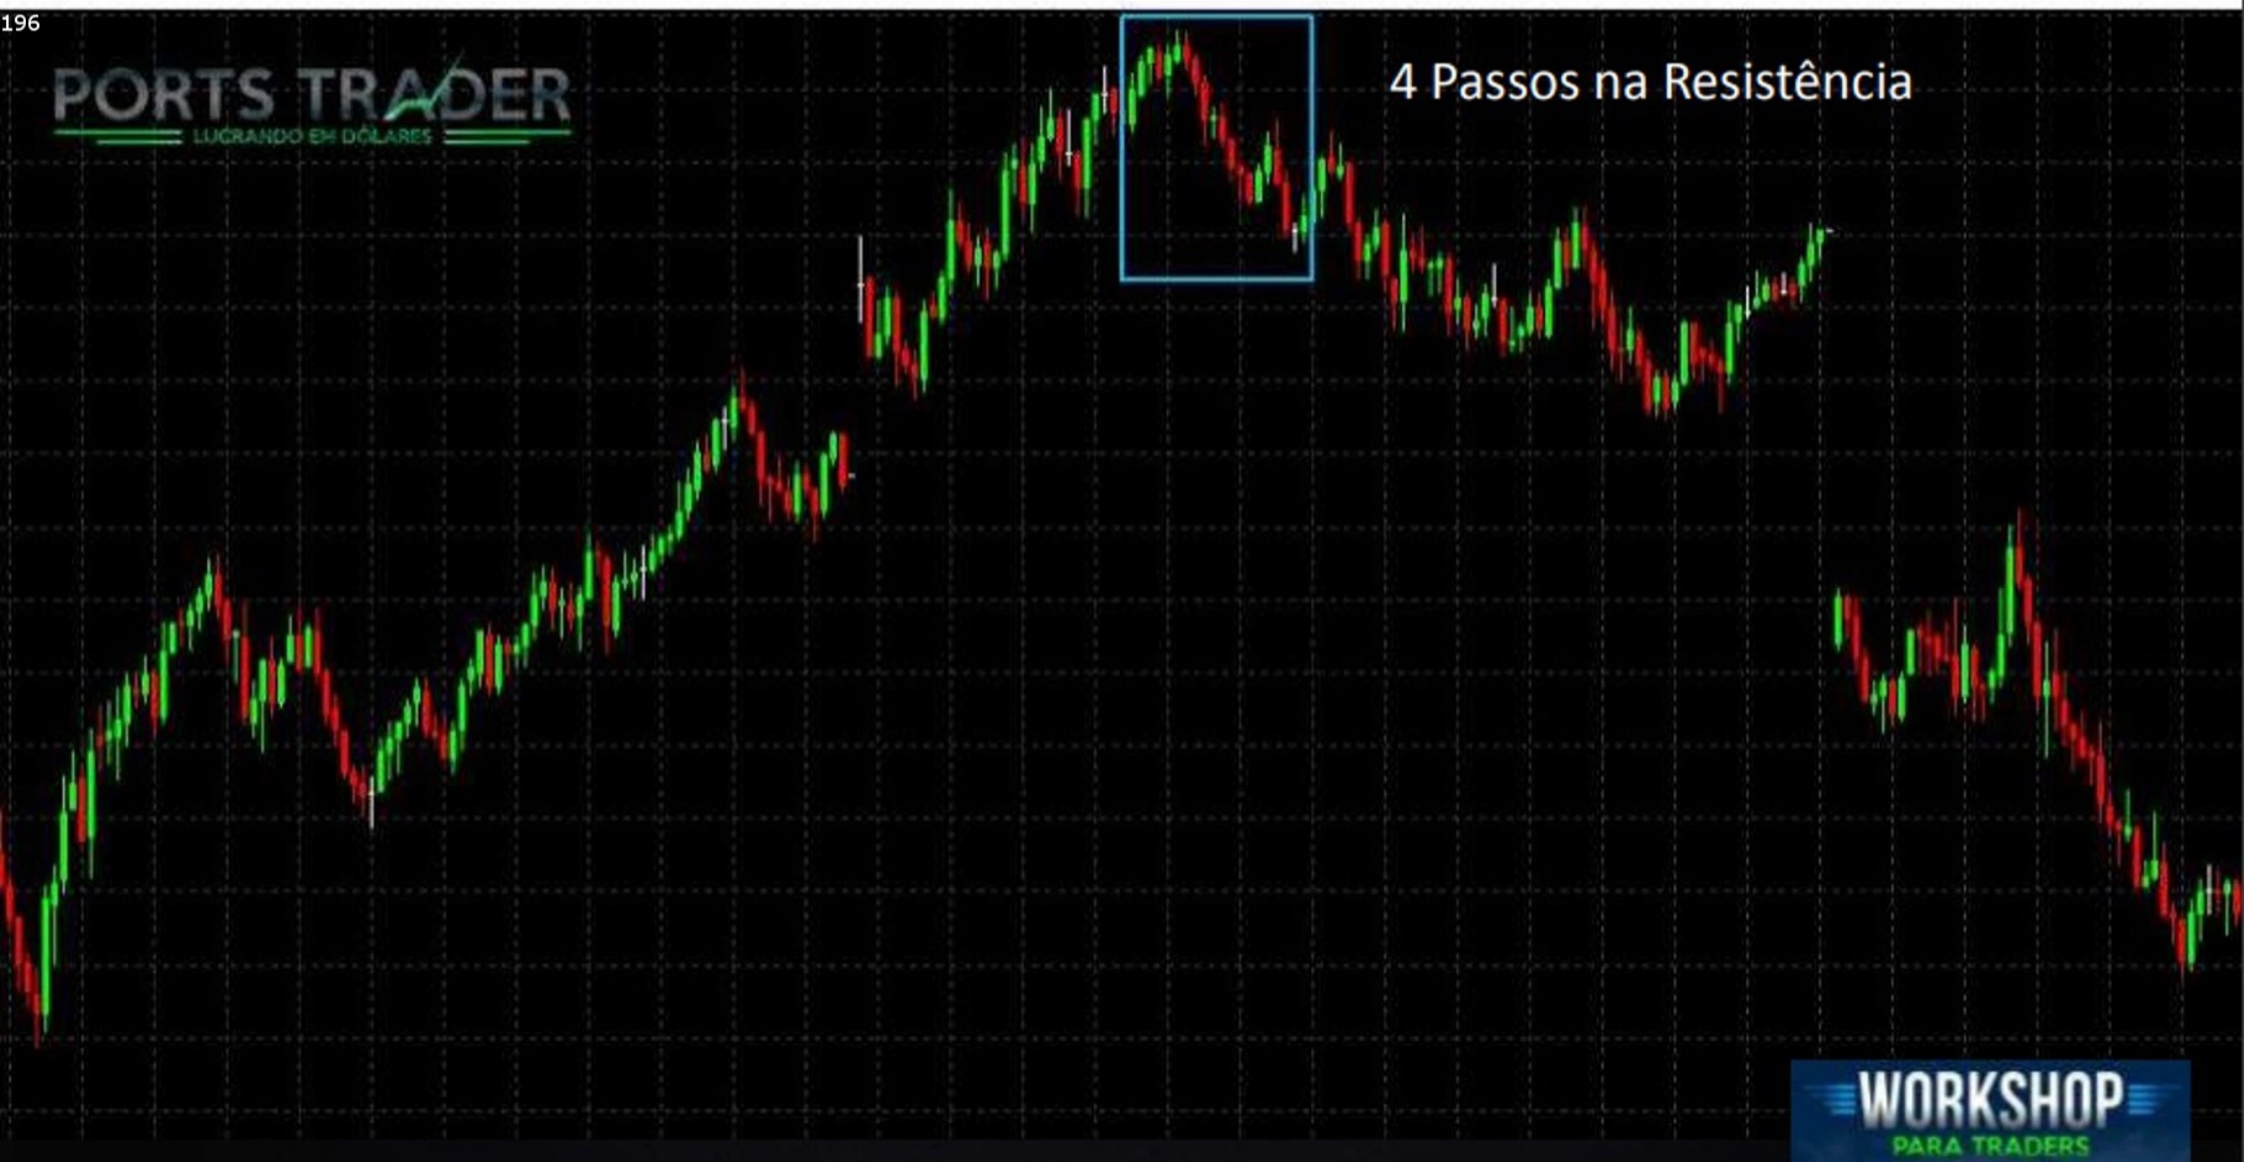 196
PORTS TRADER
LUCRANDO EM DÓLARES
4 Passos na Resistência
WORKSHOP
PARA TRADERS